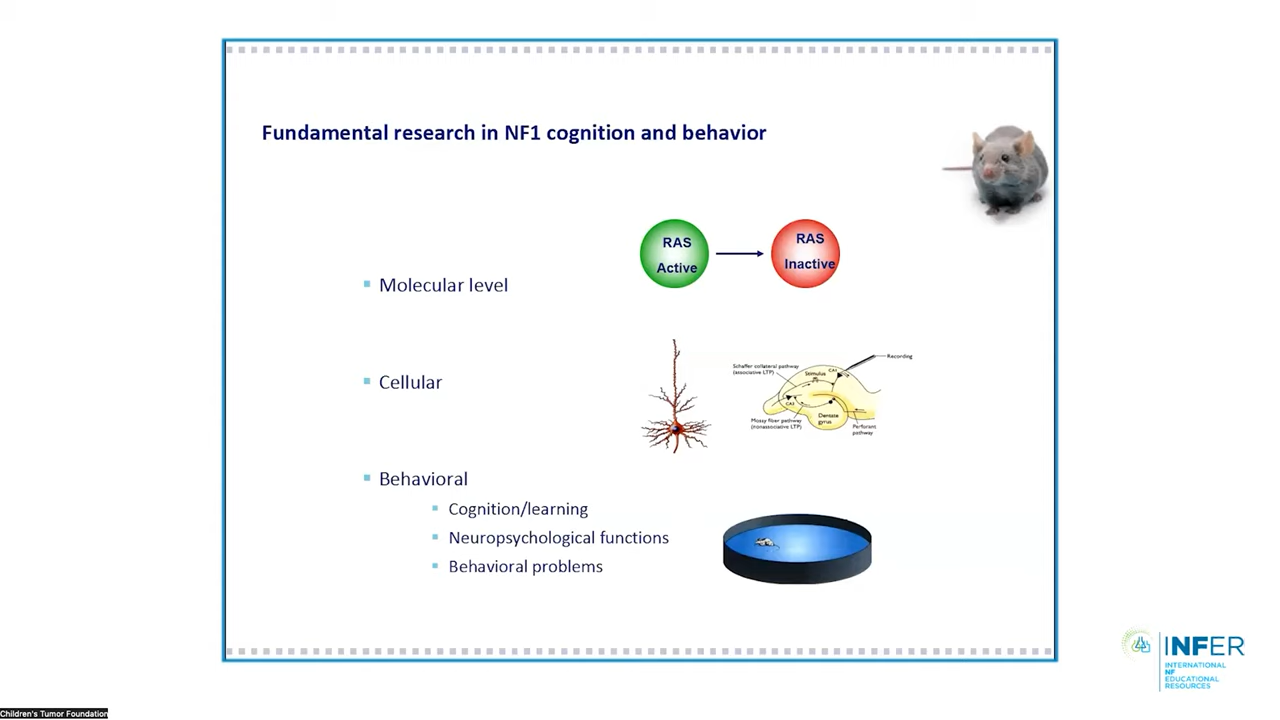 Fundamental research in NF1 cognition and behavior
RAS
Active
RAS
Inactive
Molecular level
Cellular
Recording
Schaffer collateral pathway
(associative LTP)
Stimulus
CA1
CA3
Dentate
gyrus
Mossy fiber pathway
(nonassociative LTP)
Perforant
pathway
Behavioral
Cognition/learning
Neuropsychological functions
Behavioral problems
INFER
INTERNATIONAL
NF
EDUCATIONAL
RESOURCES
Children's Tumor Foundation